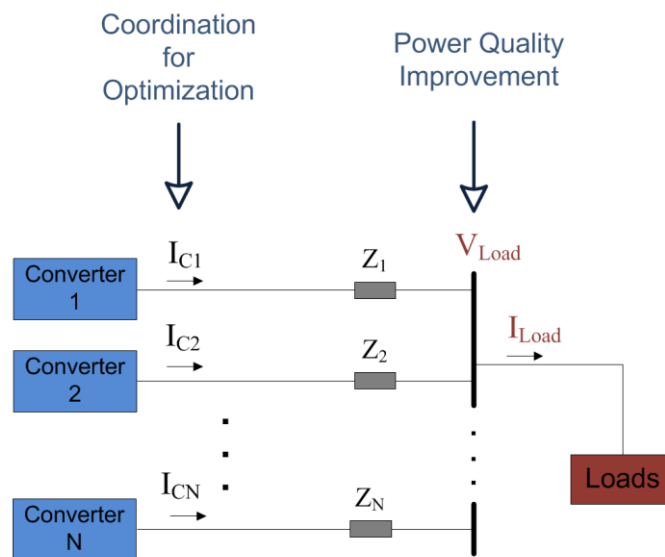 Coordination
for
Optimization
Power Quality
Improvement
I_C1
Z_1
V_Load
Converter
1
I_Load
I_C2
Z_2
Converter
2
Loads
I_CN
Z_N
Converter
N